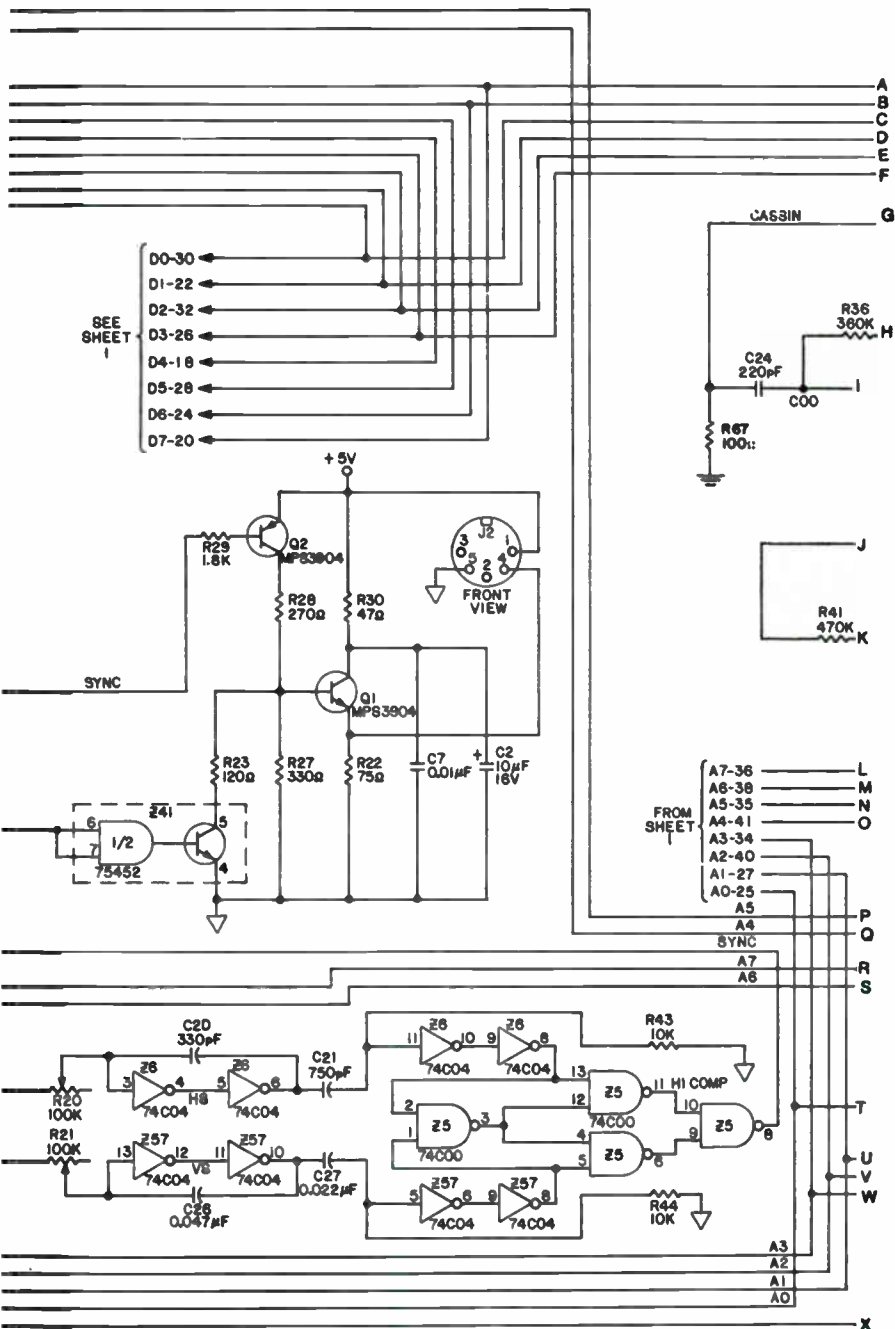 A
B
C
D
E
F
CASSIN G
D0-30
D1-22
D2-32
D3-26
D4-18
D5-28
D6-24
D7-20
SEE
SHEET
1
R36
360K H
C24
220pF
I
C00
R67
100Ω
+5V
R29
1.8K
Q2
MPS3904
J2
3
1
5
4
2
FRONT
VIEW
J
R28
270Ω
R30
47Ω
R41
470K
K
SYNC
Q1
MPS3904
R23
120Ω
R27
330Ω
R22
75Ω
C7
0.01µF
+ C2
10µF
16V
Z41
6
7
1/2
75452
5
4
FROM
SHEET
1
A7-36 L
A6-38 M
A5-35 N
A4-41 O
A3-34
A2-40
A1-27
A0-25
A5 P
A4 Q
SYNC
A7 R
A6 S
C20
330pF
Z6
3 4
74C04
HS
Z6
5 6
74C04
C21
750pF
Z6
11 10
74C04
Z6
9 8
74C04
R43
10K
R20
100K
R21
100K
2
1
Z5
3
74C00
13
12
Z5
11 HI COMP
74C00
4
5
Z5
6
10
9
Z5
8
T
Z57
13 12
74C04
VS
Z57
11 10
74C04
C26
0.047µF
C27
0.022µF
Z57
5 6
74C04
Z57
9 8
74C04
R44
10K
U
V
W
A3
A2
A1
A0
X